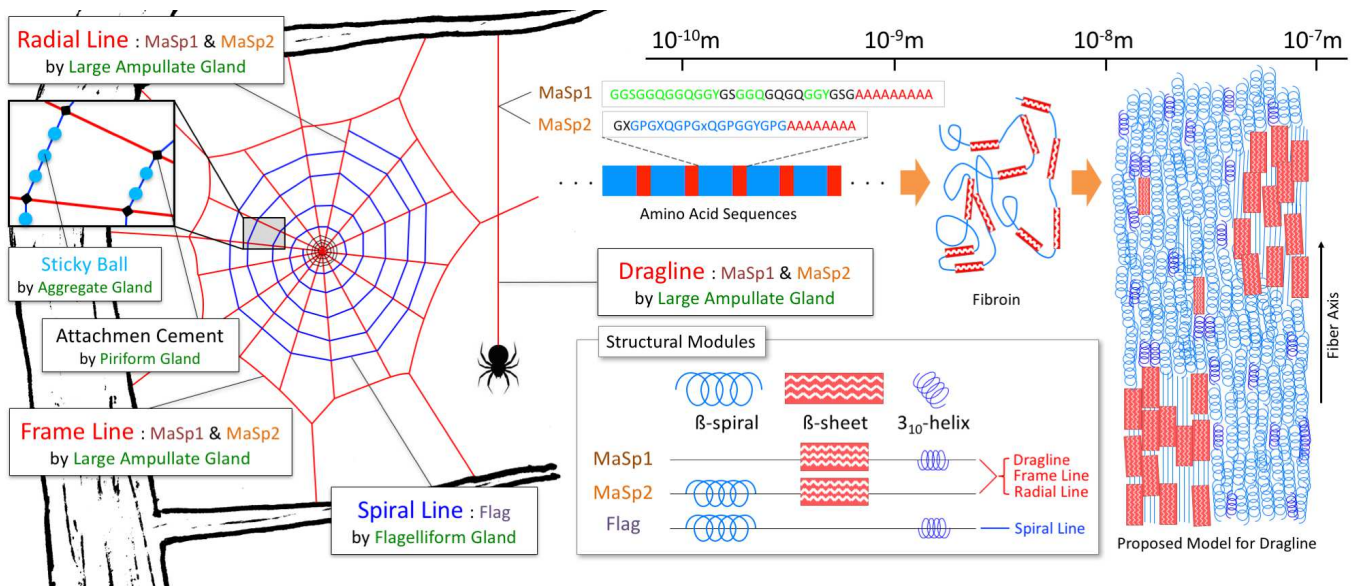 Radial Line : MaSp1 & MaSp2
by Large Ampullate Gland
Sticky Ball
by Aggregate Gland
Attachmen Cement
by Piriform Gland
Frame Line : MaSp1 & MaSp2
by Large Ampullate Gland
Spiral Line : Flag
by Flagelliform Gland
10-10m
10-9m
10-8m
10-7m
MaSp1
GGSGGQGGQGGYGSGGQGQGQGGYGSGAAAAAAAAA
MaSp2
GXGPGXQGPGxQGPGGYGPGAAAAAAAA
. . .
. . .
Amino Acid Sequences
Dragline : MaSp1 & MaSp2
by Large Ampullate Gland
Fibroin
Structural Modules
ß-spiral
ß-sheet
310-helix
MaSp1
MaSp2
Flag
Dragline
Frame Line
Radial Line
Spiral Line
Fiber Axis
Proposed Model for Dragline